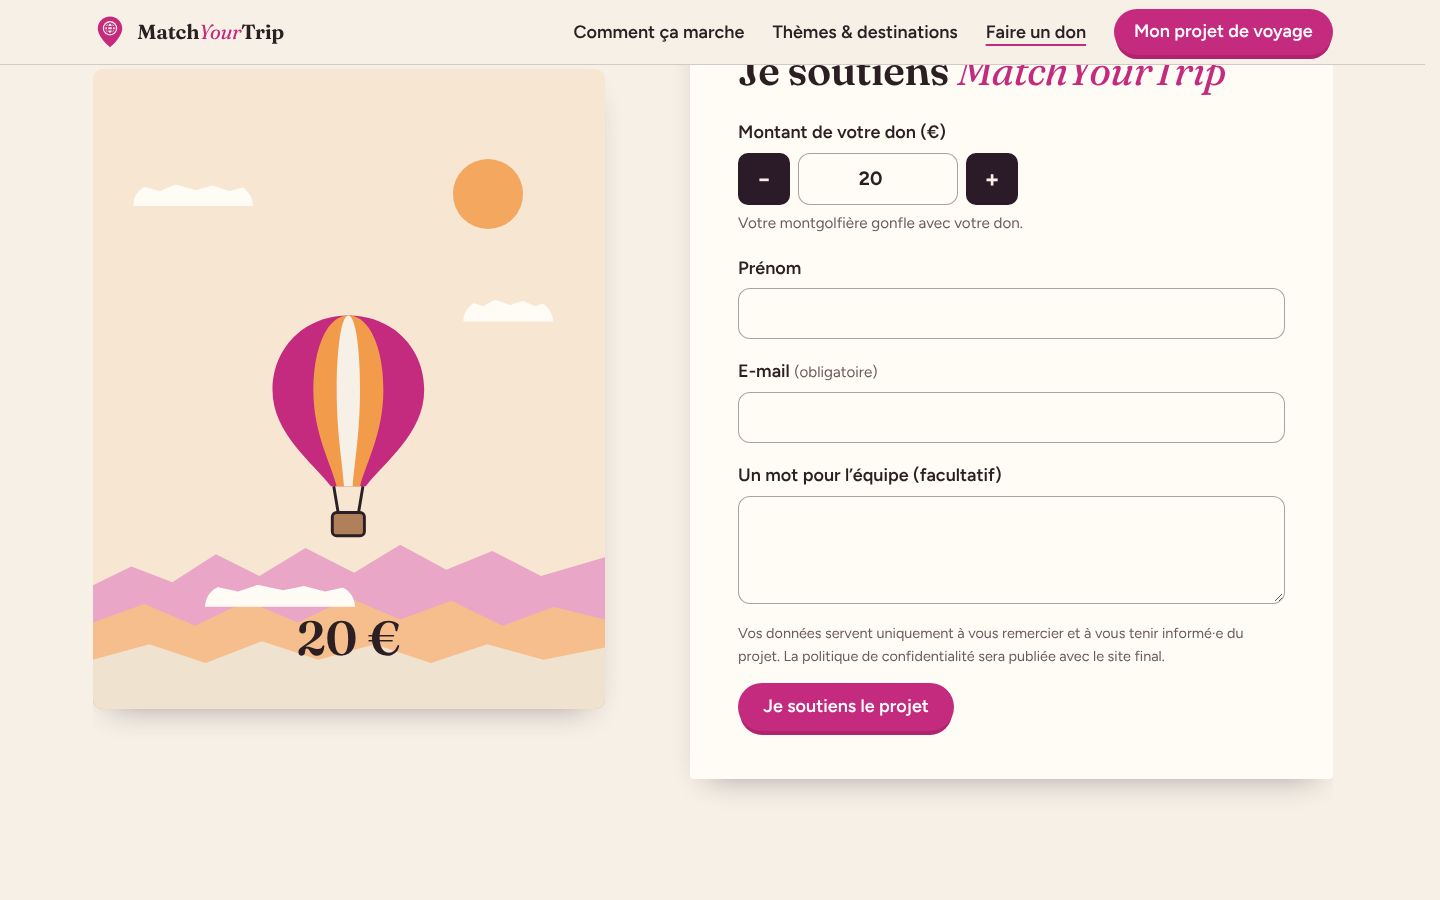 MatchYourTrip
Comment ça marche
Thèmes & destinations
Faire un don
Mon projet de voyage
Je soutiens MatchYourTrip
Montant de votre don (€)
- 20 +
Votre montgolfière gonfle avec votre don.
Prénom
E-mail (obligatoire)
Un mot pour l’équipe (facultatif)
Vos données servent uniquement à vous remercier et à vous tenir informé·e du
projet. La politique de confidentialité sera publiée avec le site final.
Je soutiens le projet
20 €